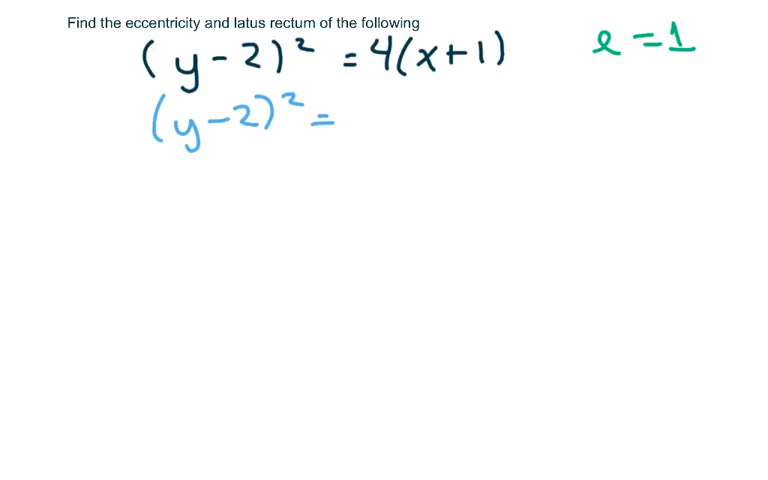 Find the eccentricity and latus rectum of the following
(y-2)² = 4(x+1) e = 1
(y-2)² =